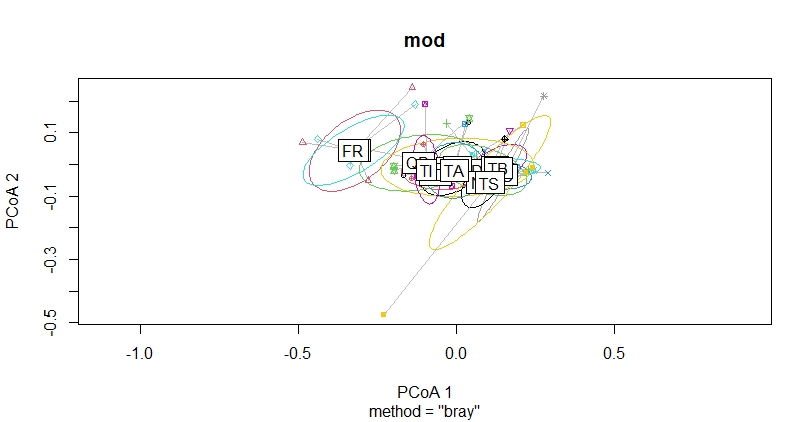 mod
PCoA 2
0.1
-0.1
-0.3
-0.5
FR
TI
TA
TS
-1.0
-0.5
0.0
0.5
PCoA 1
method = "bray"